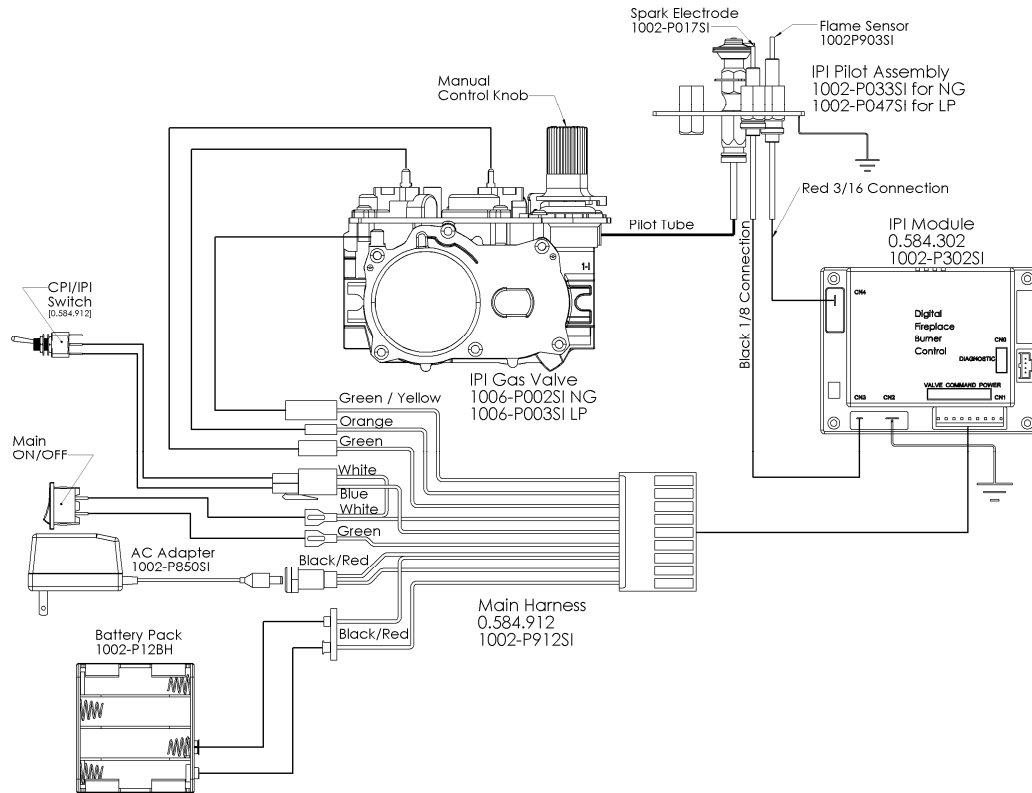 Spark Electrode
1002-P017SI
Flame Sensor
1002P903SI
IPI Pilot Assembly
1002-P033SI for NG
1002-P047SI for LP
Manual
Control Knob
Red 3/16 Connection
Pilot Tube
Black 1/8 Connection
IPI Module
0.584.302
1002-P302SI
CN4
Digital
Fireplace
Burner
Control
CN0
DIAGNOSTIC
VALVE COMMAND POWER
CN3
CN2
CN1
1-I
CPI/IPI
Switch
[0.584.912]
IPI Gas Valve
1006-P002SI NG
1006-P003SI LP
Green / Yellow
Orange
Green
White
Blue
White
Green
Main
ON/OFF
AC Adapter
1002-P850SI
Black/Red
Main Harness
0.584.912
1002-P912SI
Black/Red
Battery Pack
1002-P12BH